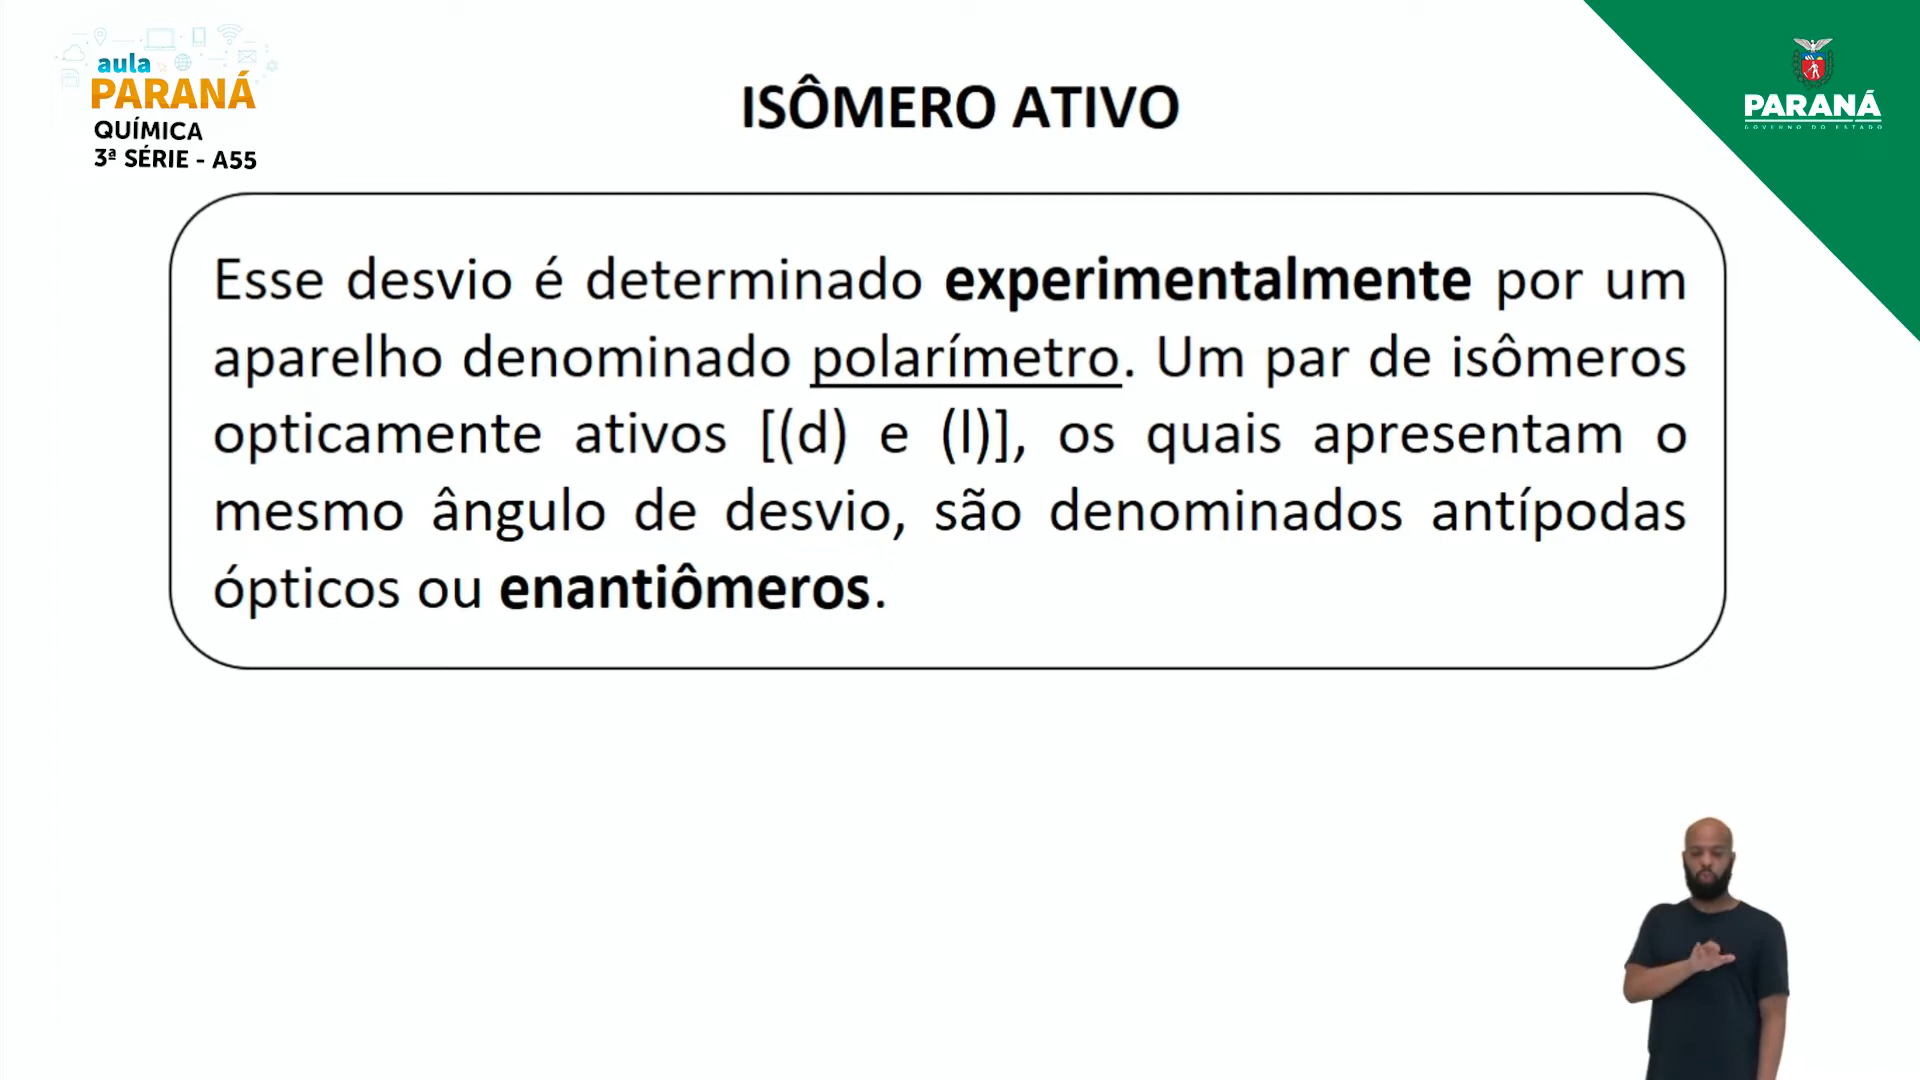 aula
PARANÁ
QUÍMICA
3ª SÉRIE - A55
ISÔMERO ATIVO
PARANÁ
GOVERNO DO ESTADO
Esse desvio é determinado experimentalmente por um
aparelho denominado polarímetro. Um par de isômeros
opticamente ativos [(d) e (l)], os quais apresentam o
mesmo ângulo de desvio, são denominados antípodas
ópticos ou enantiômeros.